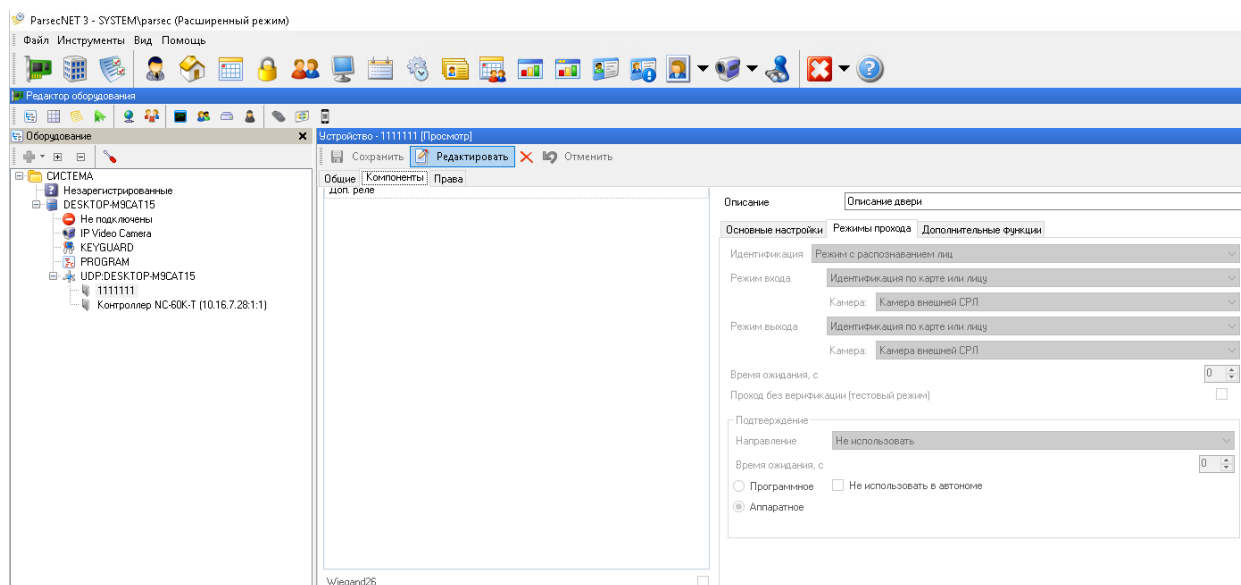 ParsecNET 3 - SYSTEM\parsec (Расширенный режим)
Файл Инструменты Вид Помощь
Редактор оборудования
Оборудование
СИСТЕМА
Незарегистрированные
DESKTOP-M9CAT15
Не подключены
IP Video Camera
KEYGUARD
PROGRAM
UDP:DESKTOP-M9CAT15
1111111
Контроллер NC-60K-T (10.16.7.28:1:1)
Устройство - 1111111 [Просмотр]
Сохранить Редактировать Отменить
Общие Компоненты Права
Доп. реле
Wiegand26
Описание Описание двери
Основные настройки Режимы прохода Дополнительные функции
Идентификация Режим с распознаванием лиц
Режим входа Идентификация по карте или лицу
Камера: Камера внешней СРЛ
Режим выхода Идентификация по карте или лицу
Камера: Камера внешней СРЛ
Время ожидания, с 0
Проход без верификации (тестовый режим)
Подтверждение
Направление Не использовать
Время ожидания, с 0
Программное Не использовать в автономе
Аппаратное